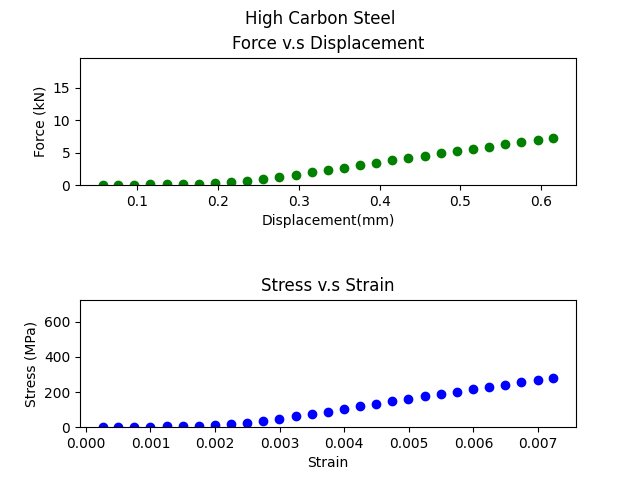 High Carbon Steel
Force v.s Displacement
15
10
5
0
Force (kN)
0.1 0.2 0.3 0.4 0.5 0.6
Displacement(mm)
Stress v.s Strain
600
400
200
0
Stress (MPa)
0.000 0.001 0.002 0.003 0.004 0.005 0.006 0.007
Strain